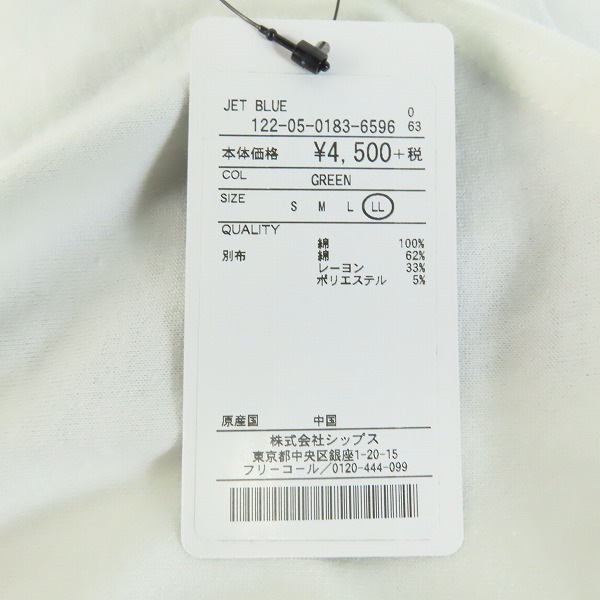 JET BLUE 0
122-05-0183-6596 63
本体価格 ¥4,500+税
COL GREEN
SIZE S M L LL
QUALITY
綿 100%
別布 綿 62%
レーヨン 33%
ポリエステル 5%
原産国 中国
株式会社シップス
東京都中央区銀座1-20-15
フリーコール/0120-444-099